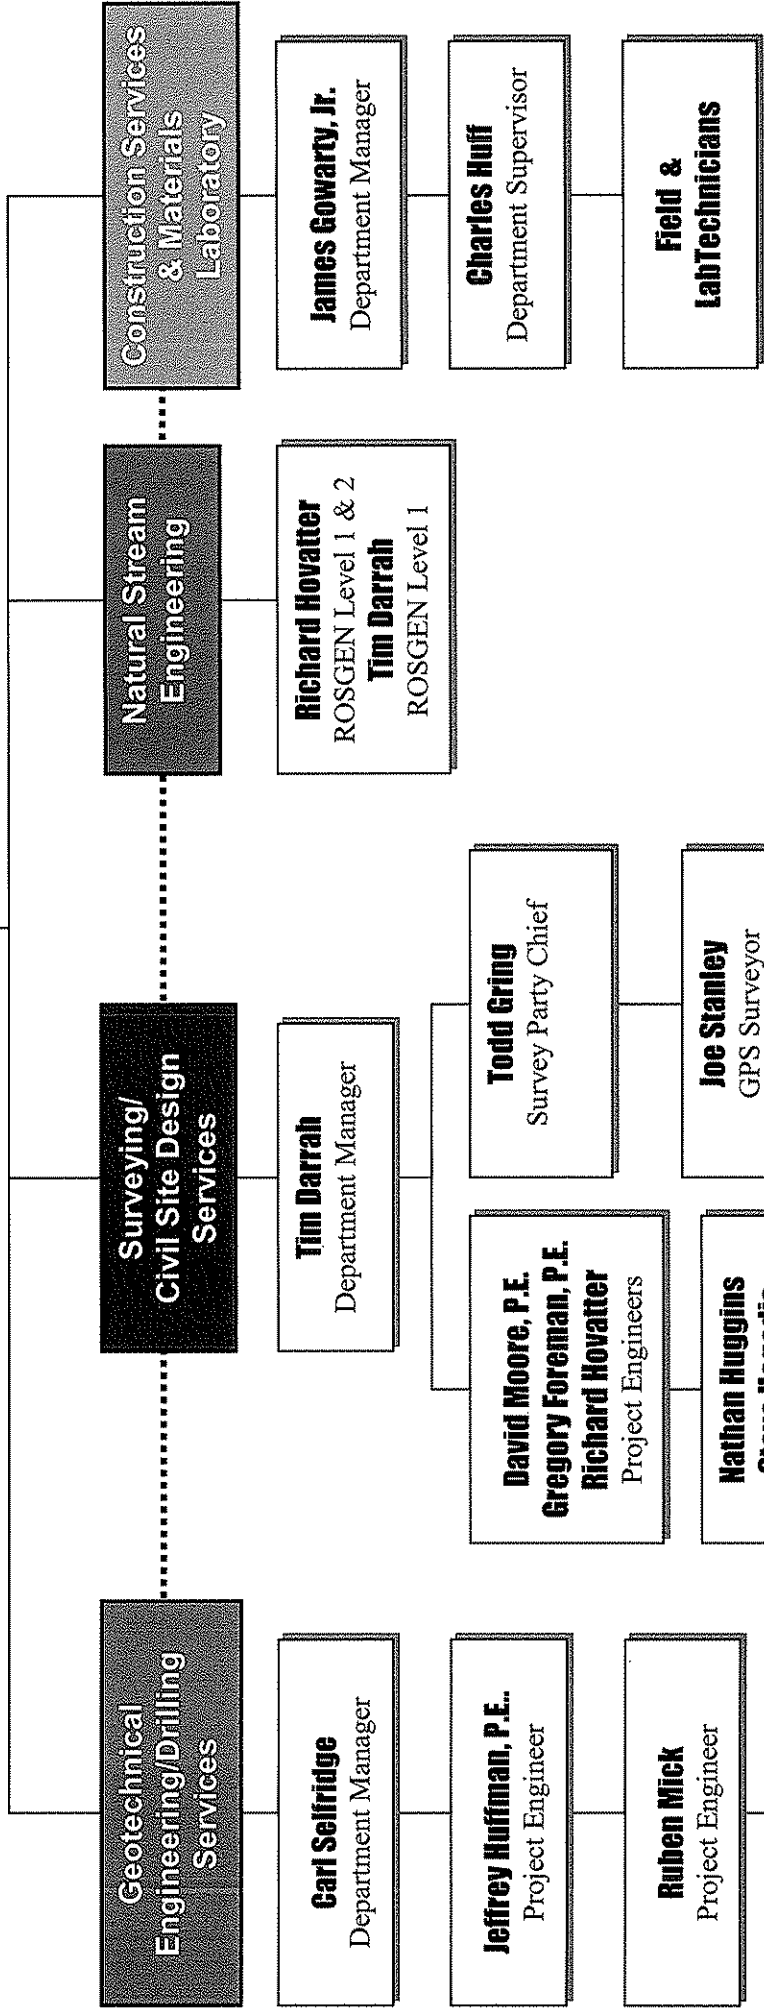 Geotechnical
Engineering/Drilling
Services
Carl Selfridge
Department Manager
Jeffrey Huffman, P.E..
Project Engineer
Ruben Mick
Project Engineer
Surveying/
Civil Site Design
Services
Tim Darrah
Department Manager
David Moore, P.E.
Gregory Foreman, P.E.
Richard Hovatter
Project Engineers
Nathan Huggins
Todd Gring
Survey Party Chief
Joe Stanley
GPS Surveyor
Natural Stream
Engineering
Richard Hovatter
ROSGEN Level 1 & 2
Tim Darrah
ROSGEN Level 1
Construction Services
& Materials
Laboratory
James Gowarty, Jr.
Department Manager
Charles Huff
Department Supervisor
Field &
LabTechnicians